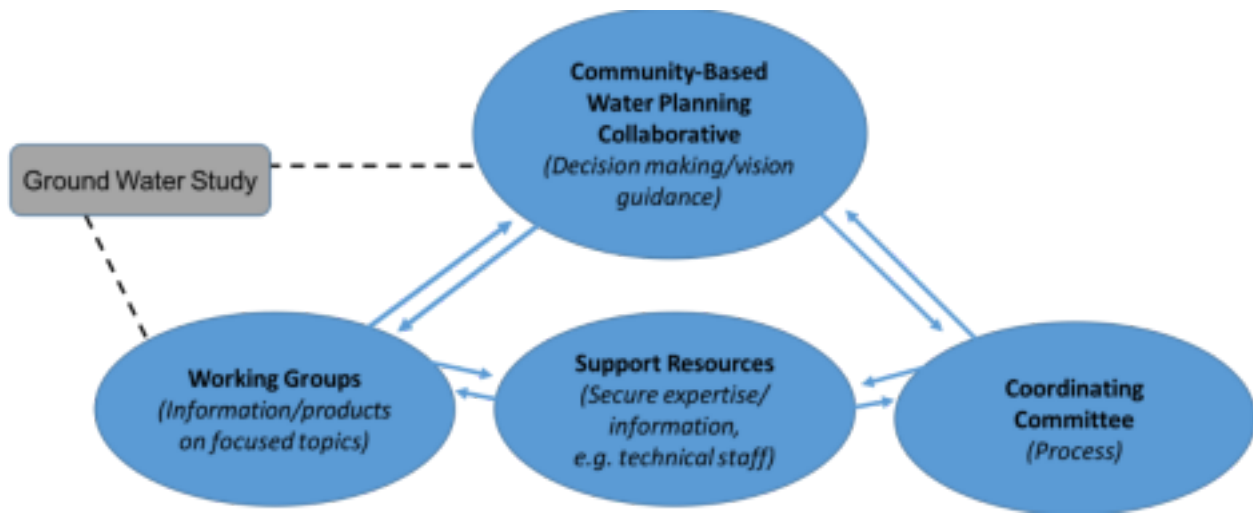 Community-Based
Water Planning
Collaborative
(Decision making/vision
guidance)
Ground Water Study
Working Groups
(Information/products
on focused topics)
Support Resources
(Secure expertise/
information,
e.g. technical staff)
Coordinating
Committee
(Process)